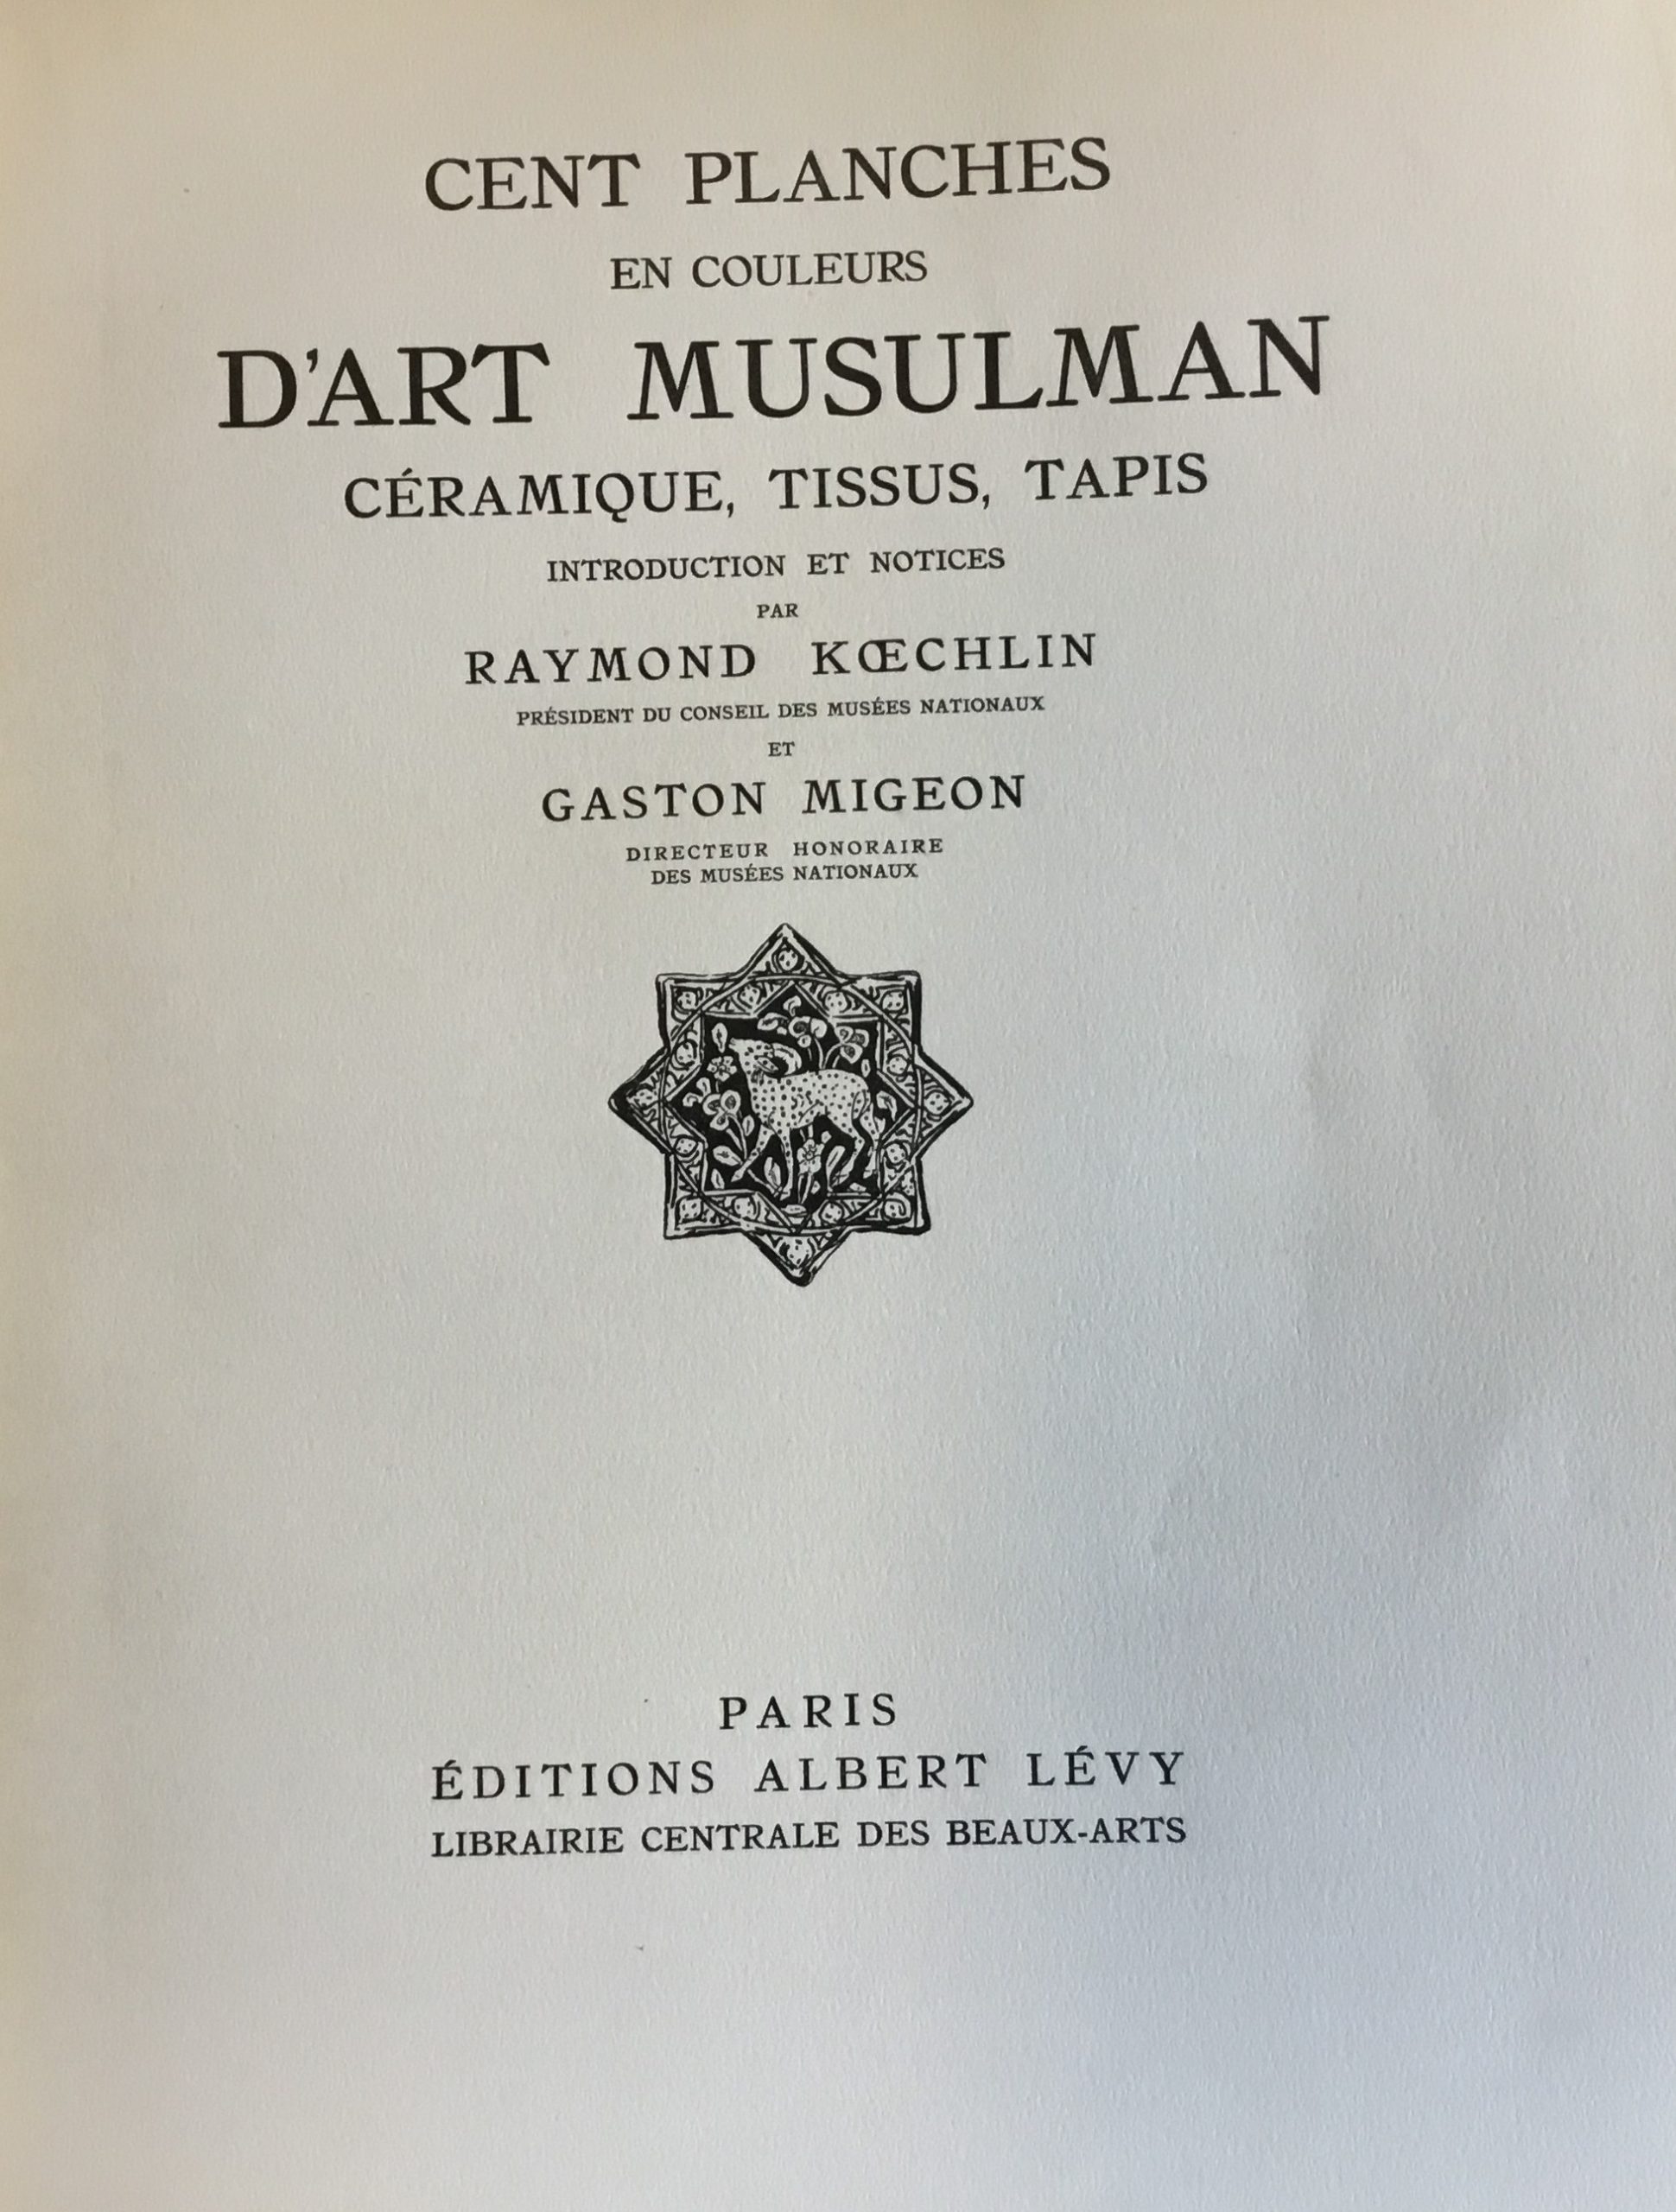 CENT PLANCHES
EN COULEURS
D'ART MUSULMAN
CÉRAMIQUE, TISSUS, TAPIS
INTRODUCTION ET NOTICES
PAR
RAYMOND KŒCHLIN
PRÉSIDENT DU CONSEIL DES MUSÉES NATIONAUX
ET
GASTON MIGEON
DIRECTEUR HONORAIRE
DES MUSÉES NATIONAUX
PARIS
ÉDITIONS ALBERT LÉVY
LIBRAIRIE CENTRALE DES BEAUX-ARTS